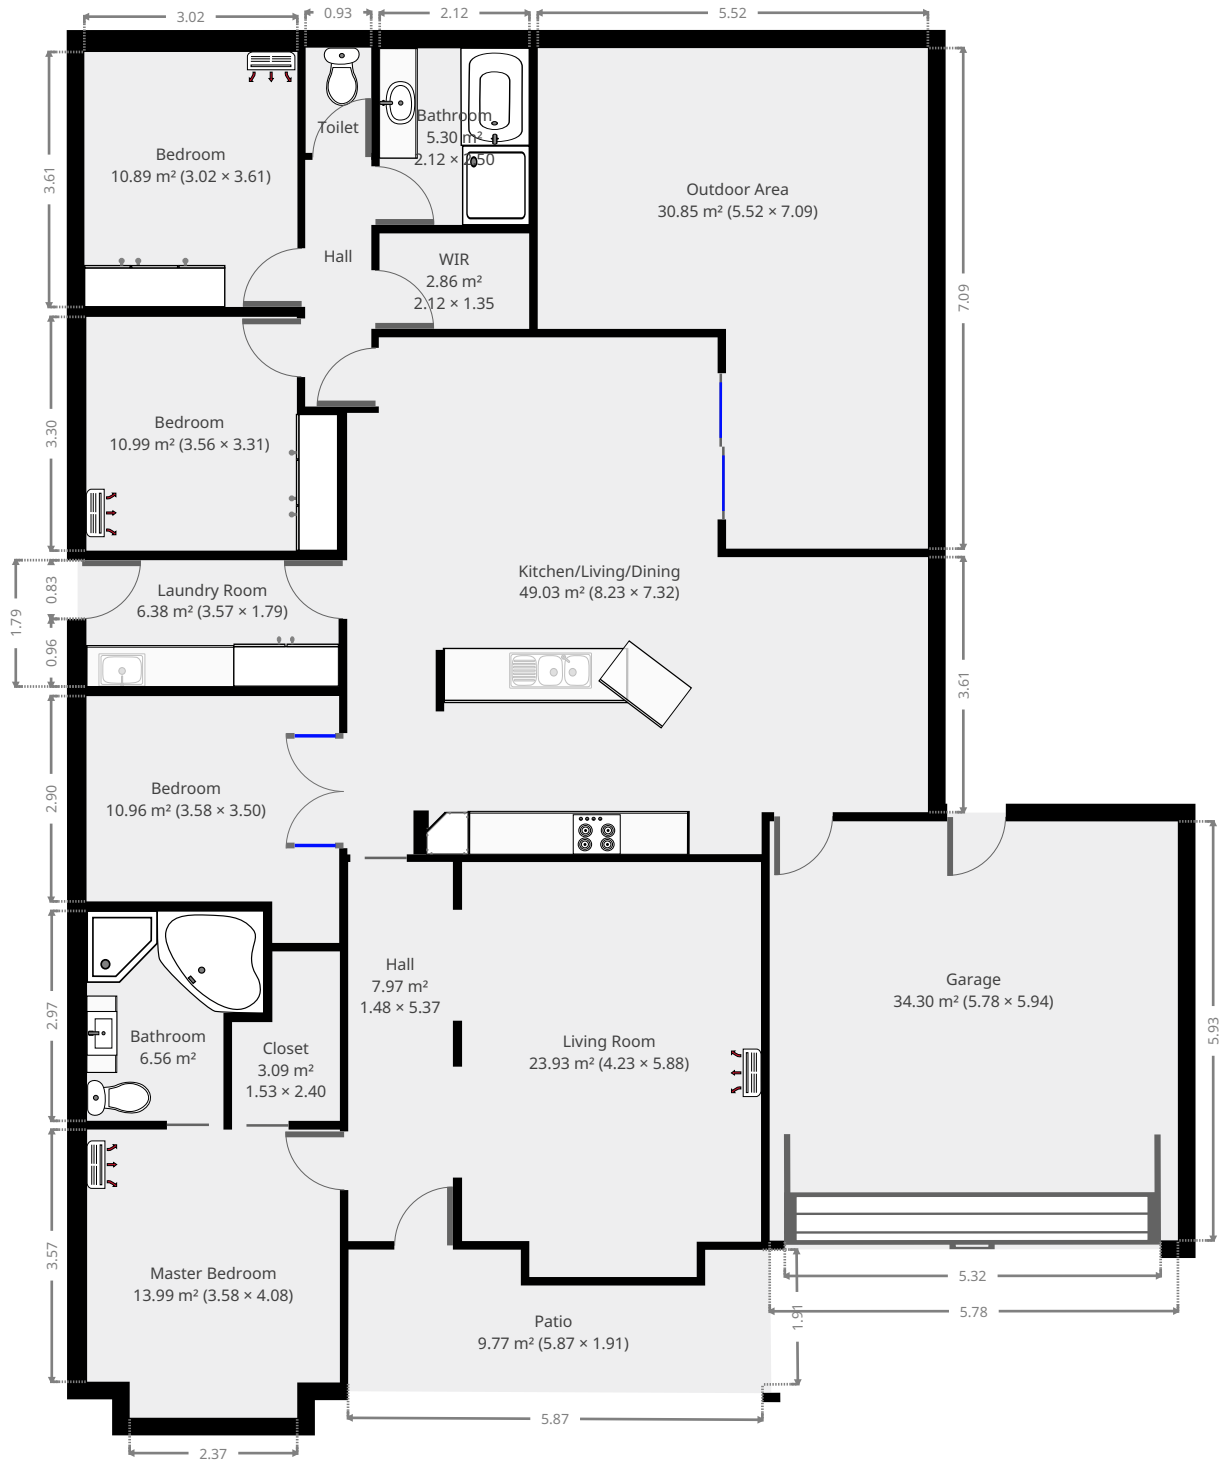 3.02
0.93
2.12
5.52
Toilet
Bathroom
5.30 m²
2.12 × 2.50
Bedroom
10.89 m² (3.02 × 3.61)
3.61
Outdoor Area
30.85 m² (5.52 × 7.09)
Hall
WIR
2.86 m²
2.12 × 1.35
7.09
Bedroom
10.99 m² (3.56 × 3.31)
3.30
Kitchen/Living/Dining
49.03 m² (8.23 × 7.32)
Laundry Room
6.38 m² (3.57 × 1.79)
0.83
1.79
0.96
3.61
Bedroom
10.96 m² (3.58 × 3.50)
2.90
Hall
7.97 m²
1.48 × 5.37
Garage
34.30 m² (5.78 × 5.94)
2.97
Bathroom
6.56 m²
Closet
3.09 m²
1.53 × 2.40
Living Room
23.93 m² (4.23 × 5.88)
5.93
3.57
Master Bedroom
13.99 m² (3.58 × 4.08)
5.32
5.78
1.91
Patio
9.77 m² (5.87 × 1.91)
5.87
2.37